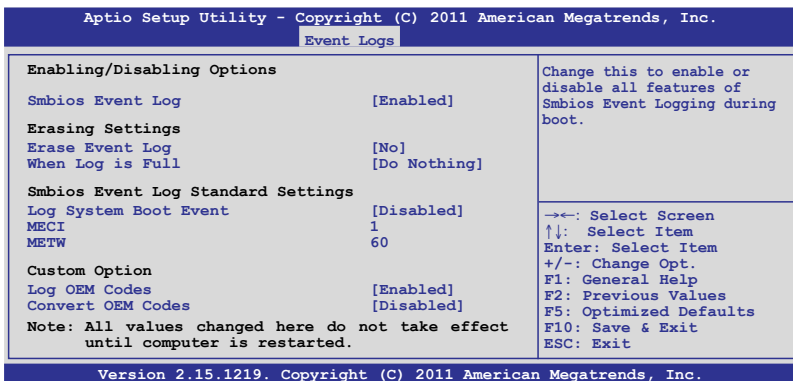 Aptio Setup Utility - Copyright (C) 2011 American Megatrends, Inc.
Event Logs
Enabling/Disabling Options
Smbios Event Log [Enabled]
Erasing Settings
Erase Event Log [No]
When Log is Full [Do Nothing]
Smbios Event Log Standard Settings
Log System Boot Event [Disabled]
MECI 1
METW 60
Custom Option
Log OEM Codes [Enabled]
Convert OEM Codes [Disabled]
Note: All values changed here do not take effect
until computer is restarted.
Change this to enable or
disable all features of
Smbios Event Logging during
boot.
→←: Select Screen
↑↓: Select Item
Enter: Select Item
+/-: Change Opt.
F1: General Help
F2: Previous Values
F5: Optimized Defaults
F10: Save & Exit
ESC: Exit
Version 2.15.1219. Copyright (C) 2011 American Megatrends, Inc.